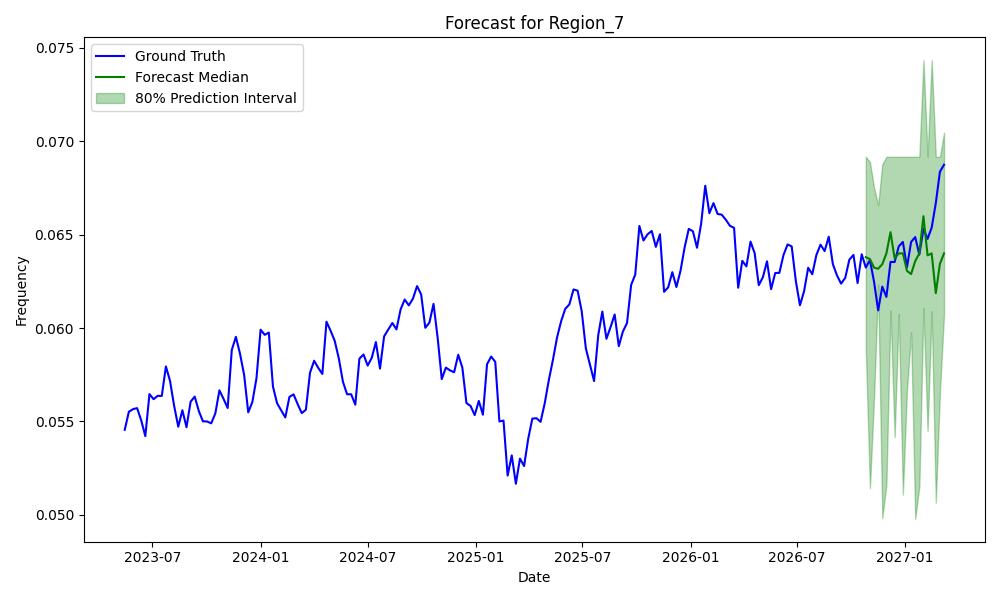 Forecast for Region_7
Ground Truth
Forecast Median
80% Prediction Interval
0.075
0.070
0.065
0.060
0.055
0.050
Frequency
2023-07
2024-01
2024-07
2025-01
2025-07
2026-01
2026-07
2027-01
Date